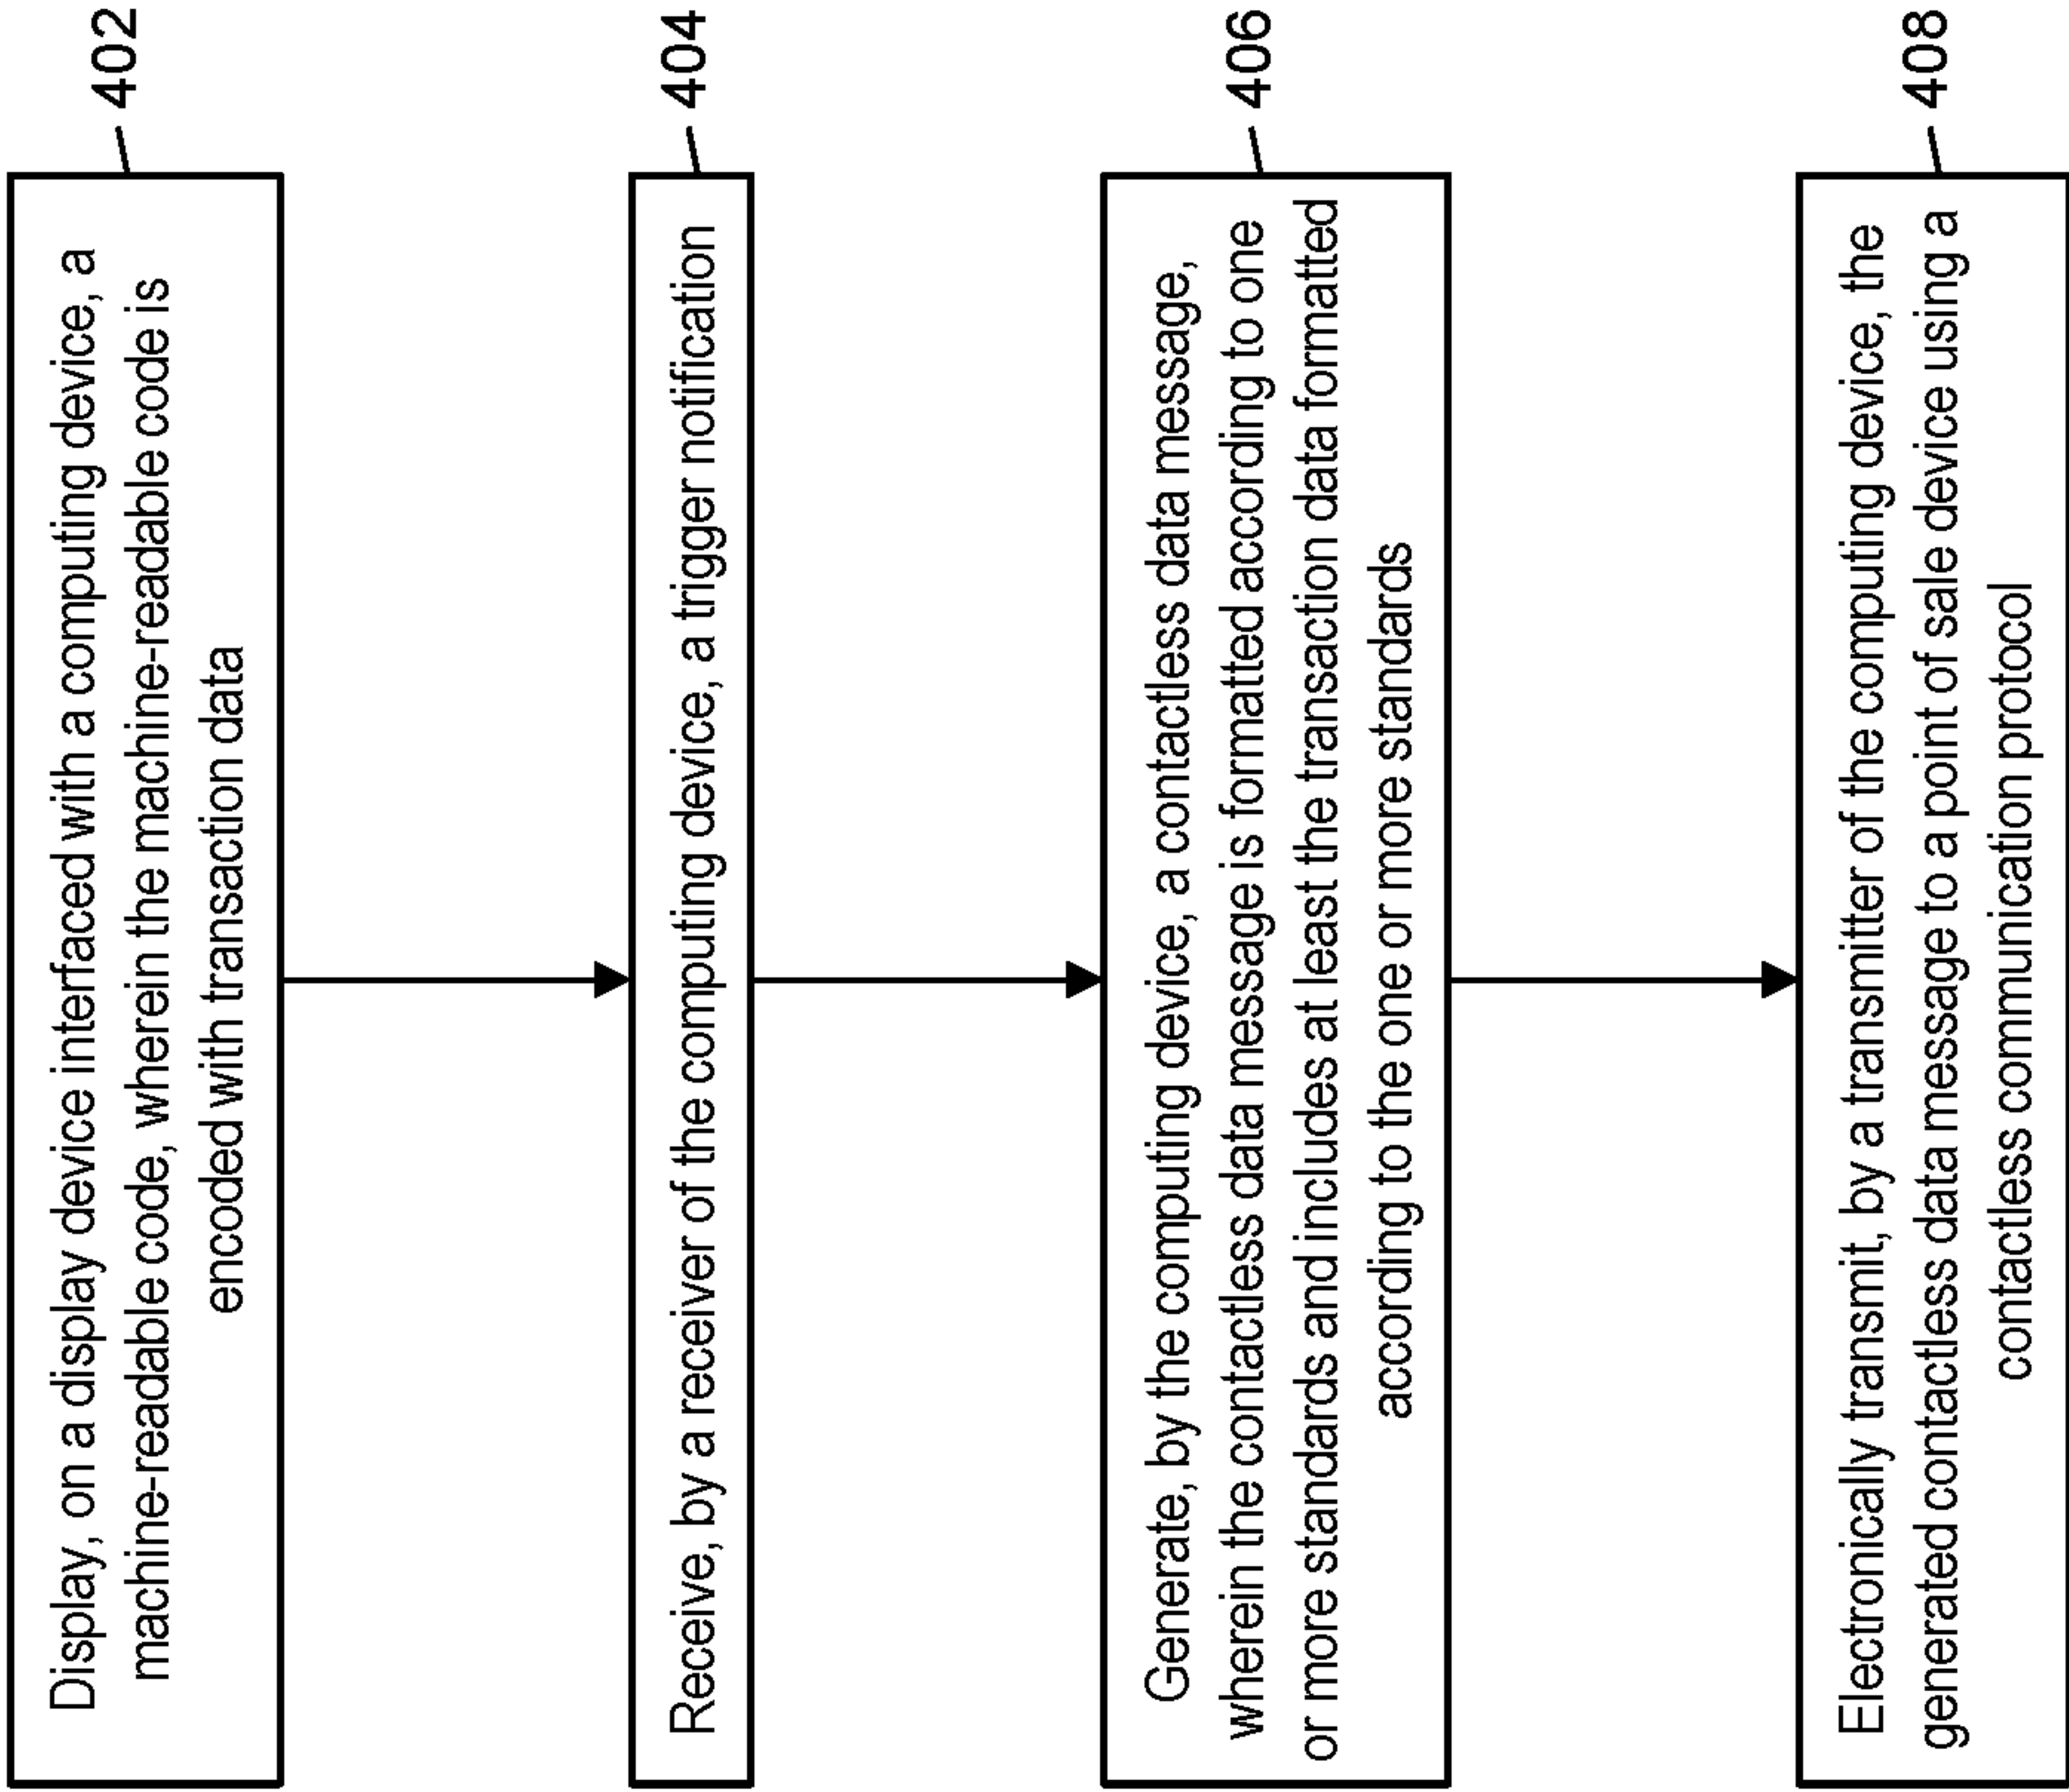 Display, on a display device interfaced with a computing device, a
machine-readable code, wherein the machine-readable code is
encoded with transaction data
402
Receive, by a receiver of the computing device, a trigger notification
404
Generate, by the computing device, a contactless data message,
wherein the contactless data message is formatted according to one
or more standards and includes at least the transaction data formatted
according to the one or more standards
406
Electronically transmit, by a transmitter of the computing device, the
generated contactless data message to a point of sale device using a
contactless communication protocol
408